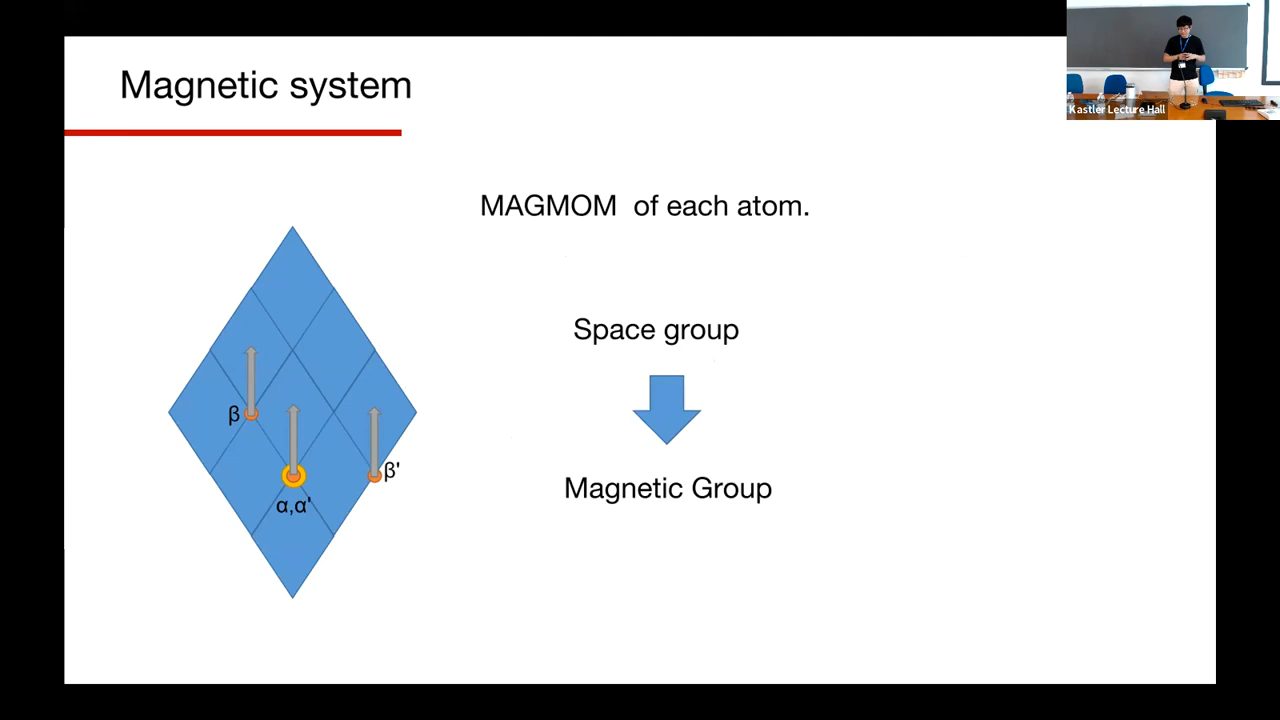 Magnetic system
Kastler Lecture Hall
MAGMOM of each atom.
Space group
Magnetic Group
β
β'
α,α'